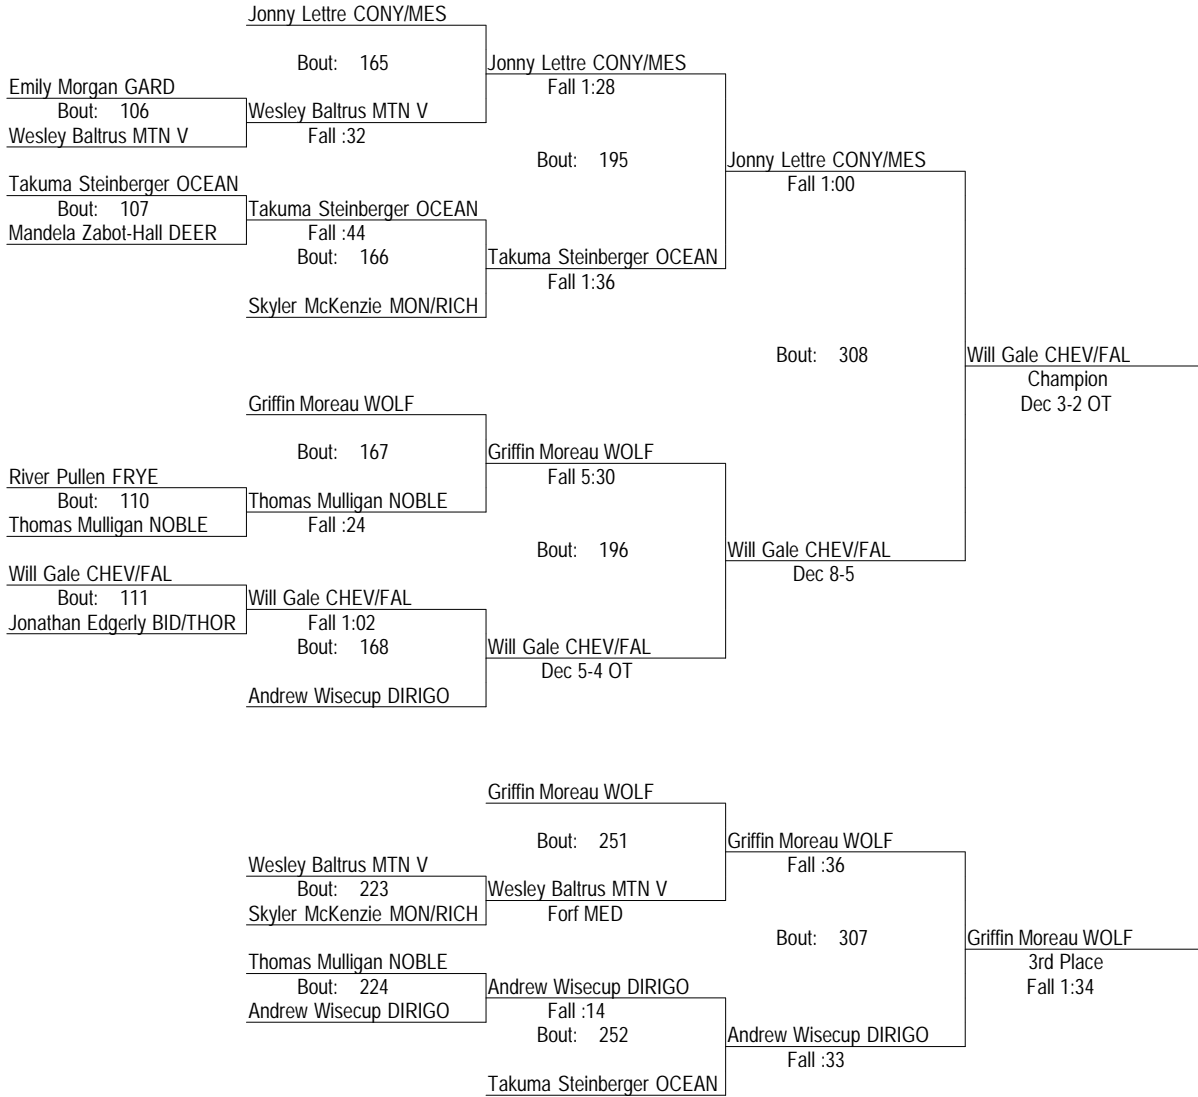 Jonny Lettre CONY/MES
Bout: 165
Jonny Lettre CONY/MES
Fall 1:28
Emily Morgan GARD
Bout: 106
Wesley Baltrus MTN V
Wesley Baltrus MTN V
Fall :32
Bout: 195
Jonny Lettre CONY/MES
Fall 1:00
Takuma Steinberger OCEAN
Bout: 107
Mandela Zabot-Hall DEER
Takuma Steinberger OCEAN
Fall :44
Bout: 166
Takuma Steinberger OCEAN
Fall 1:36
Skyler McKenzie MON/RICH
Bout: 308
Will Gale CHEV/FAL
Champion
Dec 3-2 OT
Griffin Moreau WOLF
Bout: 167
Griffin Moreau WOLF
Fall 5:30
River Pullen FRYE
Bout: 110
Thomas Mulligan NOBLE
Thomas Mulligan NOBLE
Fall :24
Bout: 196
Will Gale CHEV/FAL
Dec 8-5
Will Gale CHEV/FAL
Bout: 111
Jonathan Edgerly BID/THOR
Will Gale CHEV/FAL
Fall 1:02
Bout: 168
Will Gale CHEV/FAL
Dec 5-4 OT
Andrew Wisecup DIRIGO
Griffin Moreau WOLF
Bout: 251
Griffin Moreau WOLF
Fall :36
Wesley Baltrus MTN V
Bout: 223
Skyler McKenzie MON/RICH
Wesley Baltrus MTN V
Forf MED
Bout: 307
Griffin Moreau WOLF
3rd Place
Fall 1:34
Thomas Mulligan NOBLE
Bout: 224
Andrew Wisecup DIRIGO
Andrew Wisecup DIRIGO
Fall :14
Bout: 252
Andrew Wisecup DIRIGO
Fall :33
Takuma Steinberger OCEAN